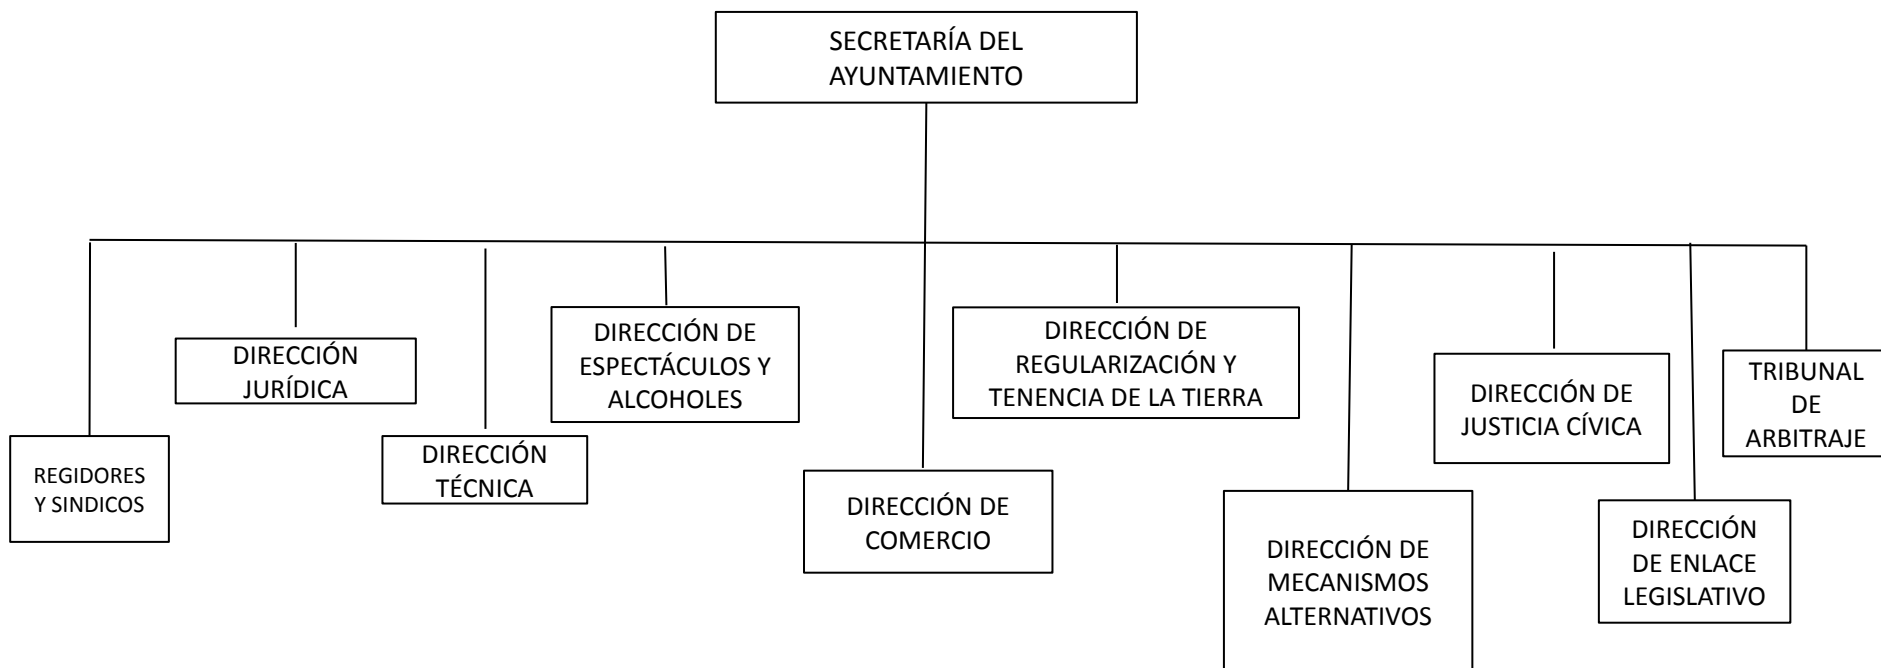 SECRETARÍA DEL
AYUNTAMIENTO
REGIDORES
Y SINDICOS
DIRECCIÓN
JURÍDICA
DIRECCIÓN
TÉCNICA
DIRECCIÓN DE
ESPECTÁCULOS Y
ALCOHOLES
DIRECCIÓN DE
COMERCIO
DIRECCIÓN DE
REGULARIZACIÓN Y
TENENCIA DE LA TIERRA
DIRECCIÓN DE
MECANISMOS
ALTERNATIVOS
DIRECCIÓN DE
JUSTICIA CÍVICA
DIRECCIÓN
DE ENLACE
LEGISLATIVO
TRIBUNAL
DE
ARBITRAJE